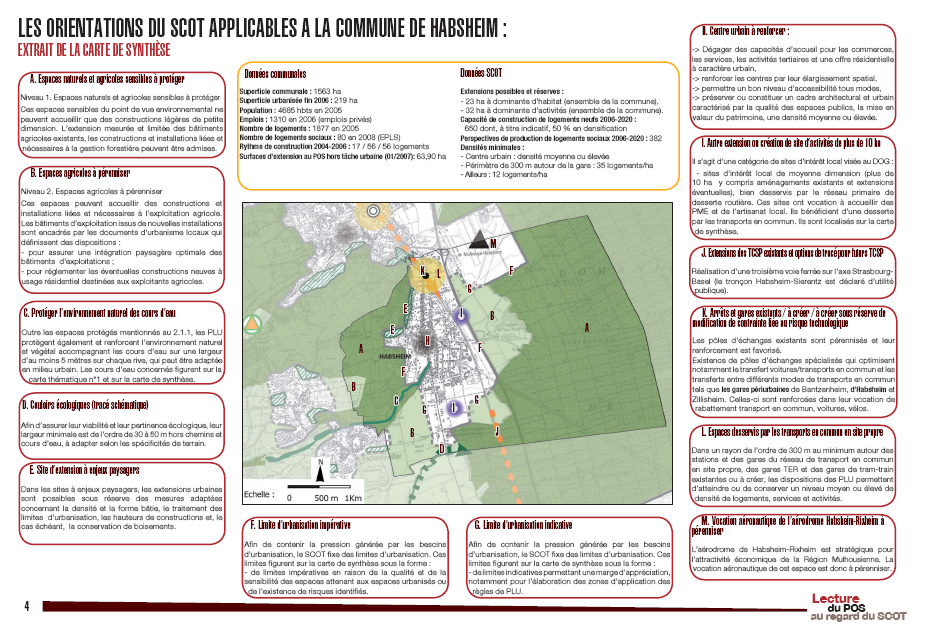 LES ORIENTATIONS DU SCOT APPLICABLES A LA COMMUNE DE HABSHEIM :
EXTRAIT DE LA CARTE DE SYNTHÈSE
A. Espaces naturels et agricoles sensibles à protéger
Niveau 1. Espaces naturels et agricoles sensibles à protéger
Ces espaces sensibles du point de vue environnemental ne
peuvent accueillir que des constructions légères de petite
dimension. L'extension mesurée et limitée des bâtiments
agricoles existants, les constructions et installations liées et
nécessaires à la gestion forestière peuvent être admises.
B. Espaces agricoles à pérenniser
Niveau 2. Espaces agricoles à pérenniser
Ces espaces peuvent accueillir des constructions et
installations liées et nécessaires à l'exploitation agricole.
Les bâtiments d'exploitation issus de nouvelles installations
sont encadrés par les documents d'urbanisme locaux qui
définissent des dispositions :
- pour assurer une intégration paysagère optimale des
bâtiments d'exploitations ;
- pour réglementer les éventuelles constructions neuves à
usage résidentiel destinées aux exploitants agricoles.
C. Protéger l'environnement naturel des cours d'eau
Outre les espaces protégés mentionnés au 2.1.1, les PLU
protègent également et renforcent l'environnement naturel
et végétal accompagnant les cours d'eau sur une largeur
d'au moins 5 mètres sur chaque rive, qui peut être adaptée
en milieu urbain. Les cours d'eau concernés figurent sur la
carte thématique n°1 et sur la carte de synthèse.
D. Couloirs écologiques (tracé schématique)
Afin d'assurer leur viabilité et leur pertinence écologique, leur
largeur minimale est de l'ordre de 30 à 50 m hors chemins et
cours d'eau, à adapter selon les spécificités de terrain.
E. Site d'extension à enjeux paysagers
Dans les sites à enjeux paysagers, les extensions urbaines
sont possibles sous réserve des mesures adaptées
concernant la densité et la forme bâtie, le traitement des
limites d'urbanisation, les hauteurs de constructions et, le
cas échéant, la conservation de boisements.
Données communales
Superficie communale : 1563 ha
Superficie urbanisée fin 2006 : 219 ha
Population : 4685 hbts en 2005
Emplois : 1310 en 2006 (emplois privés)
Nombre de logements : 1877 en 2005
Nombre de logements sociaux : 80 en 2008 (EPLS)
Rythme de construction 2004-2006 : 17 / 56 / 56 logements
Surfaces d'extension au POS hors tâche urbaine (01/2007): 63,90 ha
Données SCOT
Extensions possibles et réserves :
- 23 ha à dominante d'habitat (ensemble de la commune),
- 32 ha à dominante d'activités (ensemble de la commune).
Capacité de construction de logements neufs 2006-2020 :
650 dont, à titre indicatif, 50 % en densification
Perspectives de production de logements sociaux 2006-2020 : 382
Densités minimales :
- Centre urbain : densité moyenne ou élevée
- Périmètre de 300 m autour de la gare : 35 logements/ha
- Ailleurs : 12 logements/ha
M
K
L
F
G
E
J
B
A
E
H
A
HABSHEIM
F
F
B
C
G
I
G
B
J
D
N
Echelle :
0 500 m 1Km
F. Limite d'urbanisation impérative
Afin de contenir la pression générée par les besoins
d'urbanisation, le SCOT fixe des limites d'urbanisation. Ces
limites figurent sur la carte de synthèse sous la forme :
- de limites impératives en raison de la qualité et de la
sensibilité des espaces attenant aux espaces urbanisés ou
de l'existence de risques identifiés.
G. Limite d'urbanisation indicative
Afin de contenir la pression générée par les besoins
d'urbanisation, le SCOT fixe des limites d'urbanisation. Ces
limites figurent sur la carte de synthèse sous la forme :
- de limites indicatives permettant une marge d'appréciation,
notamment pour l'élaboration des zones d'application des
règles de PLU.
H. Centre urbain à renforcer :
-> Dégager des capacités d'accueil pour les commerces,
les services, les activités tertiaires et une offre résidentielle
à caractère urbain,
-> renforcer les centres par leur élargissement spatial,
-> permettre un bon niveau d'accessibilité tous modes,
-> préserver ou constituer un cadre architectural et urbain
caractérisé par la qualité des espaces publics, la mise en
valeur du patrimoine, une densité moyenne ou élevée.
I. Autre extension ou création de site d'activités de plus de 10 ha
Il s'agit d'une catégorie de sites d'intérêt local visée au DOG :
- sites d'intérêt local de moyenne dimension (plus de
10 ha y compris aménagements existants et extensions
éventuelles), bien desservis par le réseau primaire de
desserte routière. Ces sites ont vocation à accueillir des
PME et de l'artisanat local. Ils bénéficient d'une desserte
par les transports en commun. Ils sont localisés sur la carte
de synthèse.
J. Extensions des TCSP existants et options de tracé pour futurs TCSP
Réalisation d'une troisième voie ferrée sur l'axe Strasbourg-
Basel (le tronçon Habsheim-Sierentz est déclaré d'utilité
publique).
K. Arrêts et gares existants / à créer / à créer sous réserve de
modification de contrainte liée au risque technologique
Les pôles d'échanges existants sont pérennisés et leur
renforcement est favorisé.
Existence de pôles d'échanges spécialisés qui optimisent
notamment le transfert voitures/transports en commun et les
transferts entre différents modes de transports en commun
tels que les gares périurbaines de Bantzenheim, d'Habsheim et
Zillisheim. Celles-ci sont renforcées dans leur vocation de
rabattement transport en commun, voitures, vélos.
L. Espaces desservis par les transports en commun en site propre
Dans un rayon de l'ordre de 300 m au minimum autour des
stations et des gares du réseau de transport en commun
en site propre, des gares TER et des gares de tram-train
existantes ou à créer, les dispositions des PLU permettent
d'atteindre ou de conserver un niveau moyen ou élevé de
densité de logements, services et activités.
M. Vocation aéronautique de l'aérodrome Habsheim-Rixheim à
pérenniser
L'aérodrome de Habsheim-Rixheim est stratégique pour
l'attractivité économique de la Région Mulhousienne. La
vocation aéronautique de cet espace est donc à pérenniser.
4
Lecture
du POS
au regard du SCOT